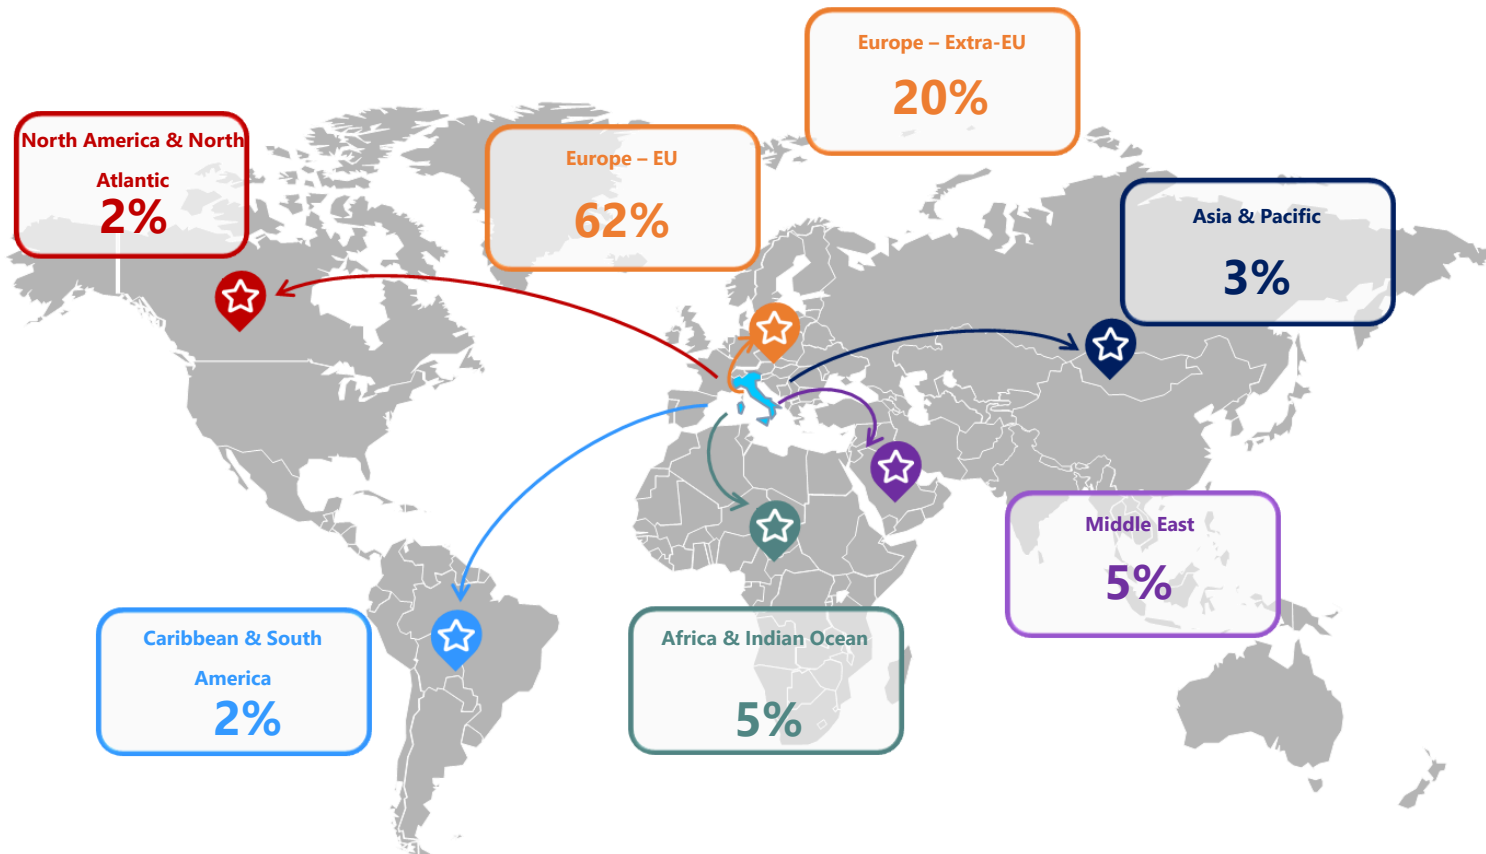 Europe – Extra-EU
20%
North America & North
Atlantic
2%
Europe – EU
62%
Asia & Pacific
3%
Middle East
5%
Caribbean & South
America
2%
Africa & Indian Ocean
5%